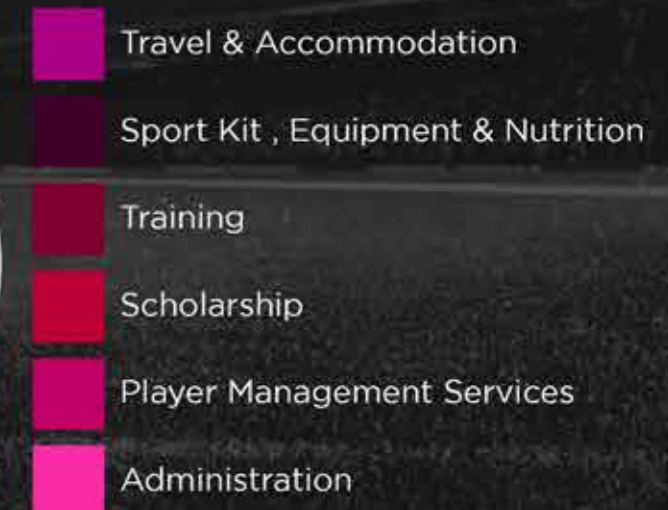 Travel & Accommodation
Sport Kit , Equipment & Nutrition
Training
Scholarship
Player Management Services
Administration